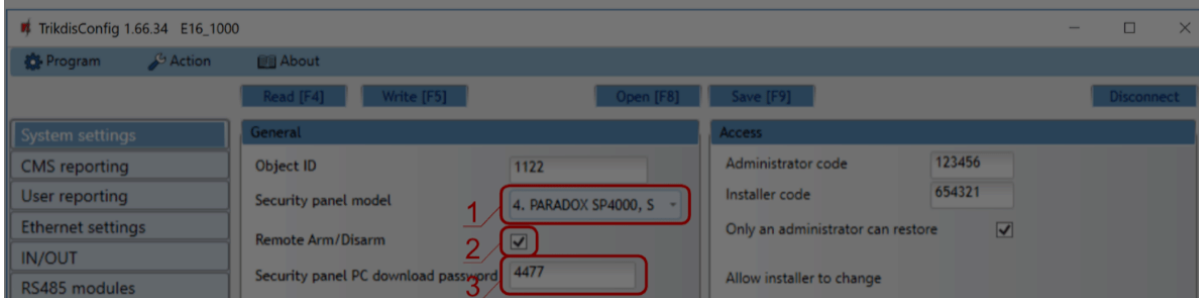 TrikdisConfig 1.66.34 E16_1000
Program Action About
Read [F4] Write [F5] Open [F8] Save [F9] Disconnect
System settings
CMS reporting
User reporting
Ethernet settings
IN/OUT
RS485 modules
General
Object ID 1122
Security panel model 1 4. PARADOX SP4000, S
Remote Arm/Disarm 2
Security panel PC download password 3 4477
Access
Administrator code 123456
Installer code 654321
Only an administrator can restore
Allow installer to change